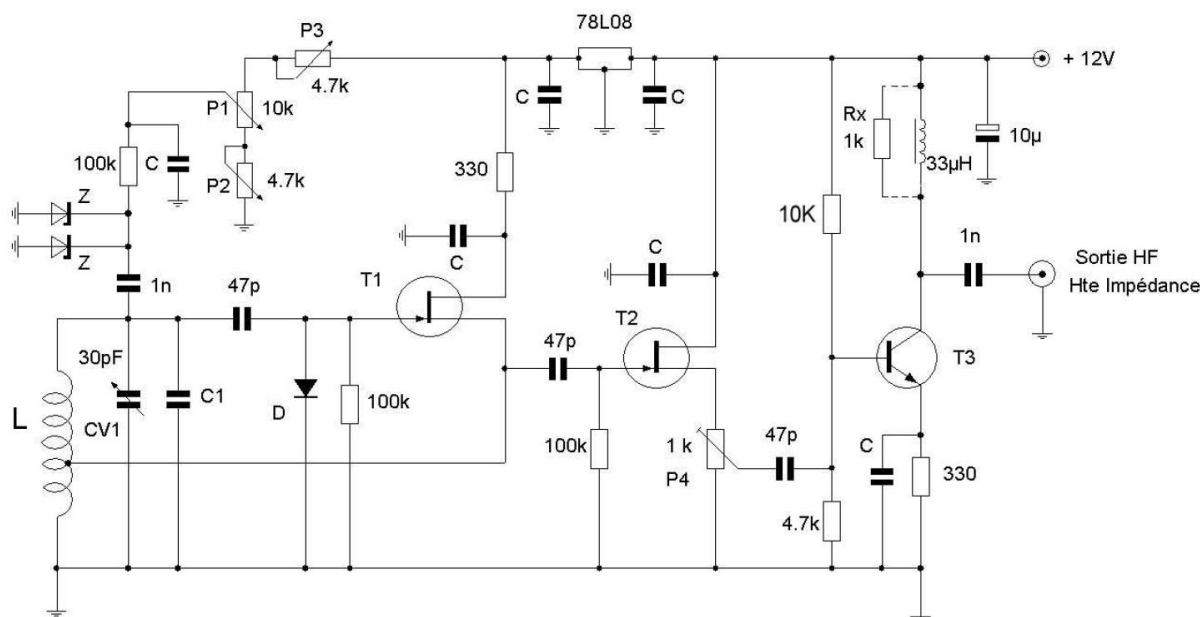 78L08
P3
+ 12V
4.7k
C
C
P1
10k
Rx
1k
33µH
10µ
100k
C
P2
4.7k
330
Z
10K
Z
C
C
1n
Sortie HF
Hte Impédance
1n
47p
T1
T2
30pF
47p
T3
L
CV1
C1
D
100k
100k
1 k
P4
47p
C
330
4.7k